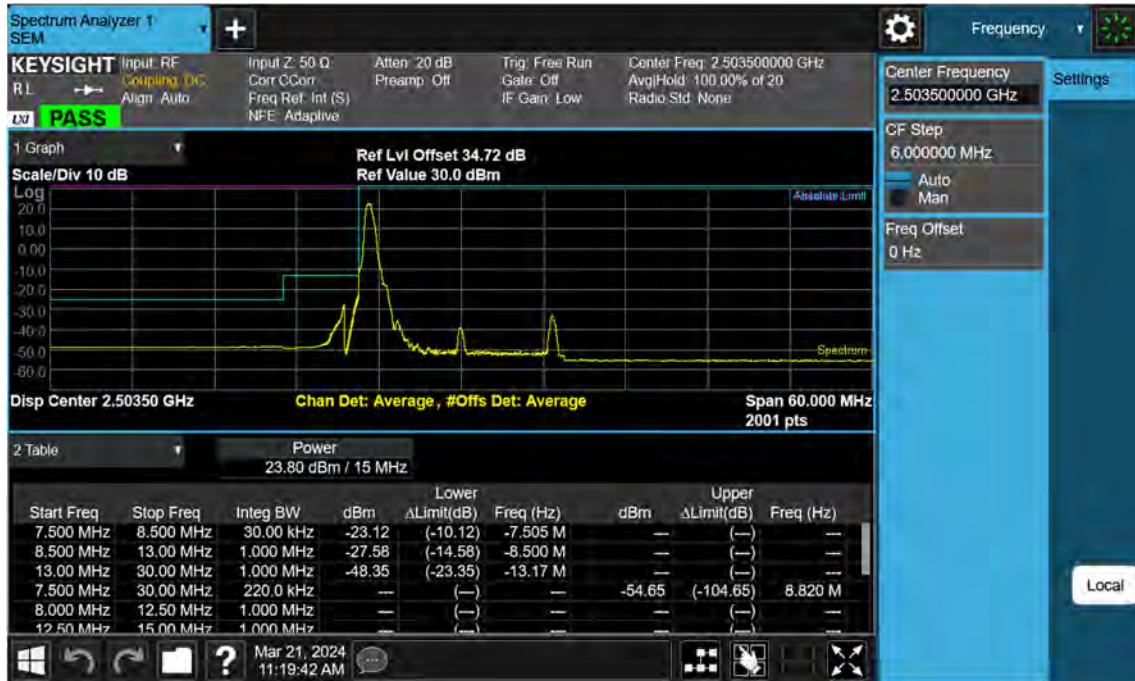 Spectrum Analyzer 1
SEM
+
Frequency
KEYSIGHT
RL
LXI PASS
Input: RF
Coupling: DC
Align: Auto
Input Z: 50 Ω
Corr CCorr
Freq Ref: Int (S)
NFE: Adaptive
Atten: 20 dB
Preamp: Off
Trig: Free Run
Gate: Off
IF Gain: Low
Center Freq: 2.503500000 GHz
Avg|Hold: 100.00% of 20
Radio Std: None
Center Frequency
2.503500000 GHz
Settings
CF Step
6.000000 MHz
Auto
Man
Freq Offset
0 Hz
Local
1 Graph
Scale/Div 10 dB
Ref Lvl Offset 34.72 dB
Ref Value 30.0 dBm
Log
Absolute Limit
20.0
10.0
0.00
-10.0
-20.0
-30.0
-40.0
-50.0
-60.0
Spectrum
Disp Center 2.50350 GHz
Chan Det: Average , #Offs Det: Average
Span 60.000 MHz
2001 pts
2 Table
Power
23.80 dBm / 15 MHz
Lower Upper
Start Freq Stop Freq Integ BW dBm ΔLimit(dB) Freq (Hz) dBm ΔLimit(dB) Freq (Hz)
7.500 MHz 8.500 MHz 30.00 kHz -23.12 (-10.12) -7.505 M --- (---) ---
8.500 MHz 13.00 MHz 1.000 MHz -27.58 (-14.58) -8.500 M --- (---) ---
13.00 MHz 30.00 MHz 1.000 MHz -48.35 (-23.35) -13.17 M --- (---) ---
7.500 MHz 30.00 MHz 220.0 kHz --- (---) --- -54.65 (-104.65) 8.820 M
8.000 MHz 12.50 MHz 1.000 MHz --- (---) --- --- (---) ---
12.50 MHz 15.00 MHz 1.000 MHz --- (---) --- --- (---) ---
?
Mar 21, 2024
11:19:42 AM